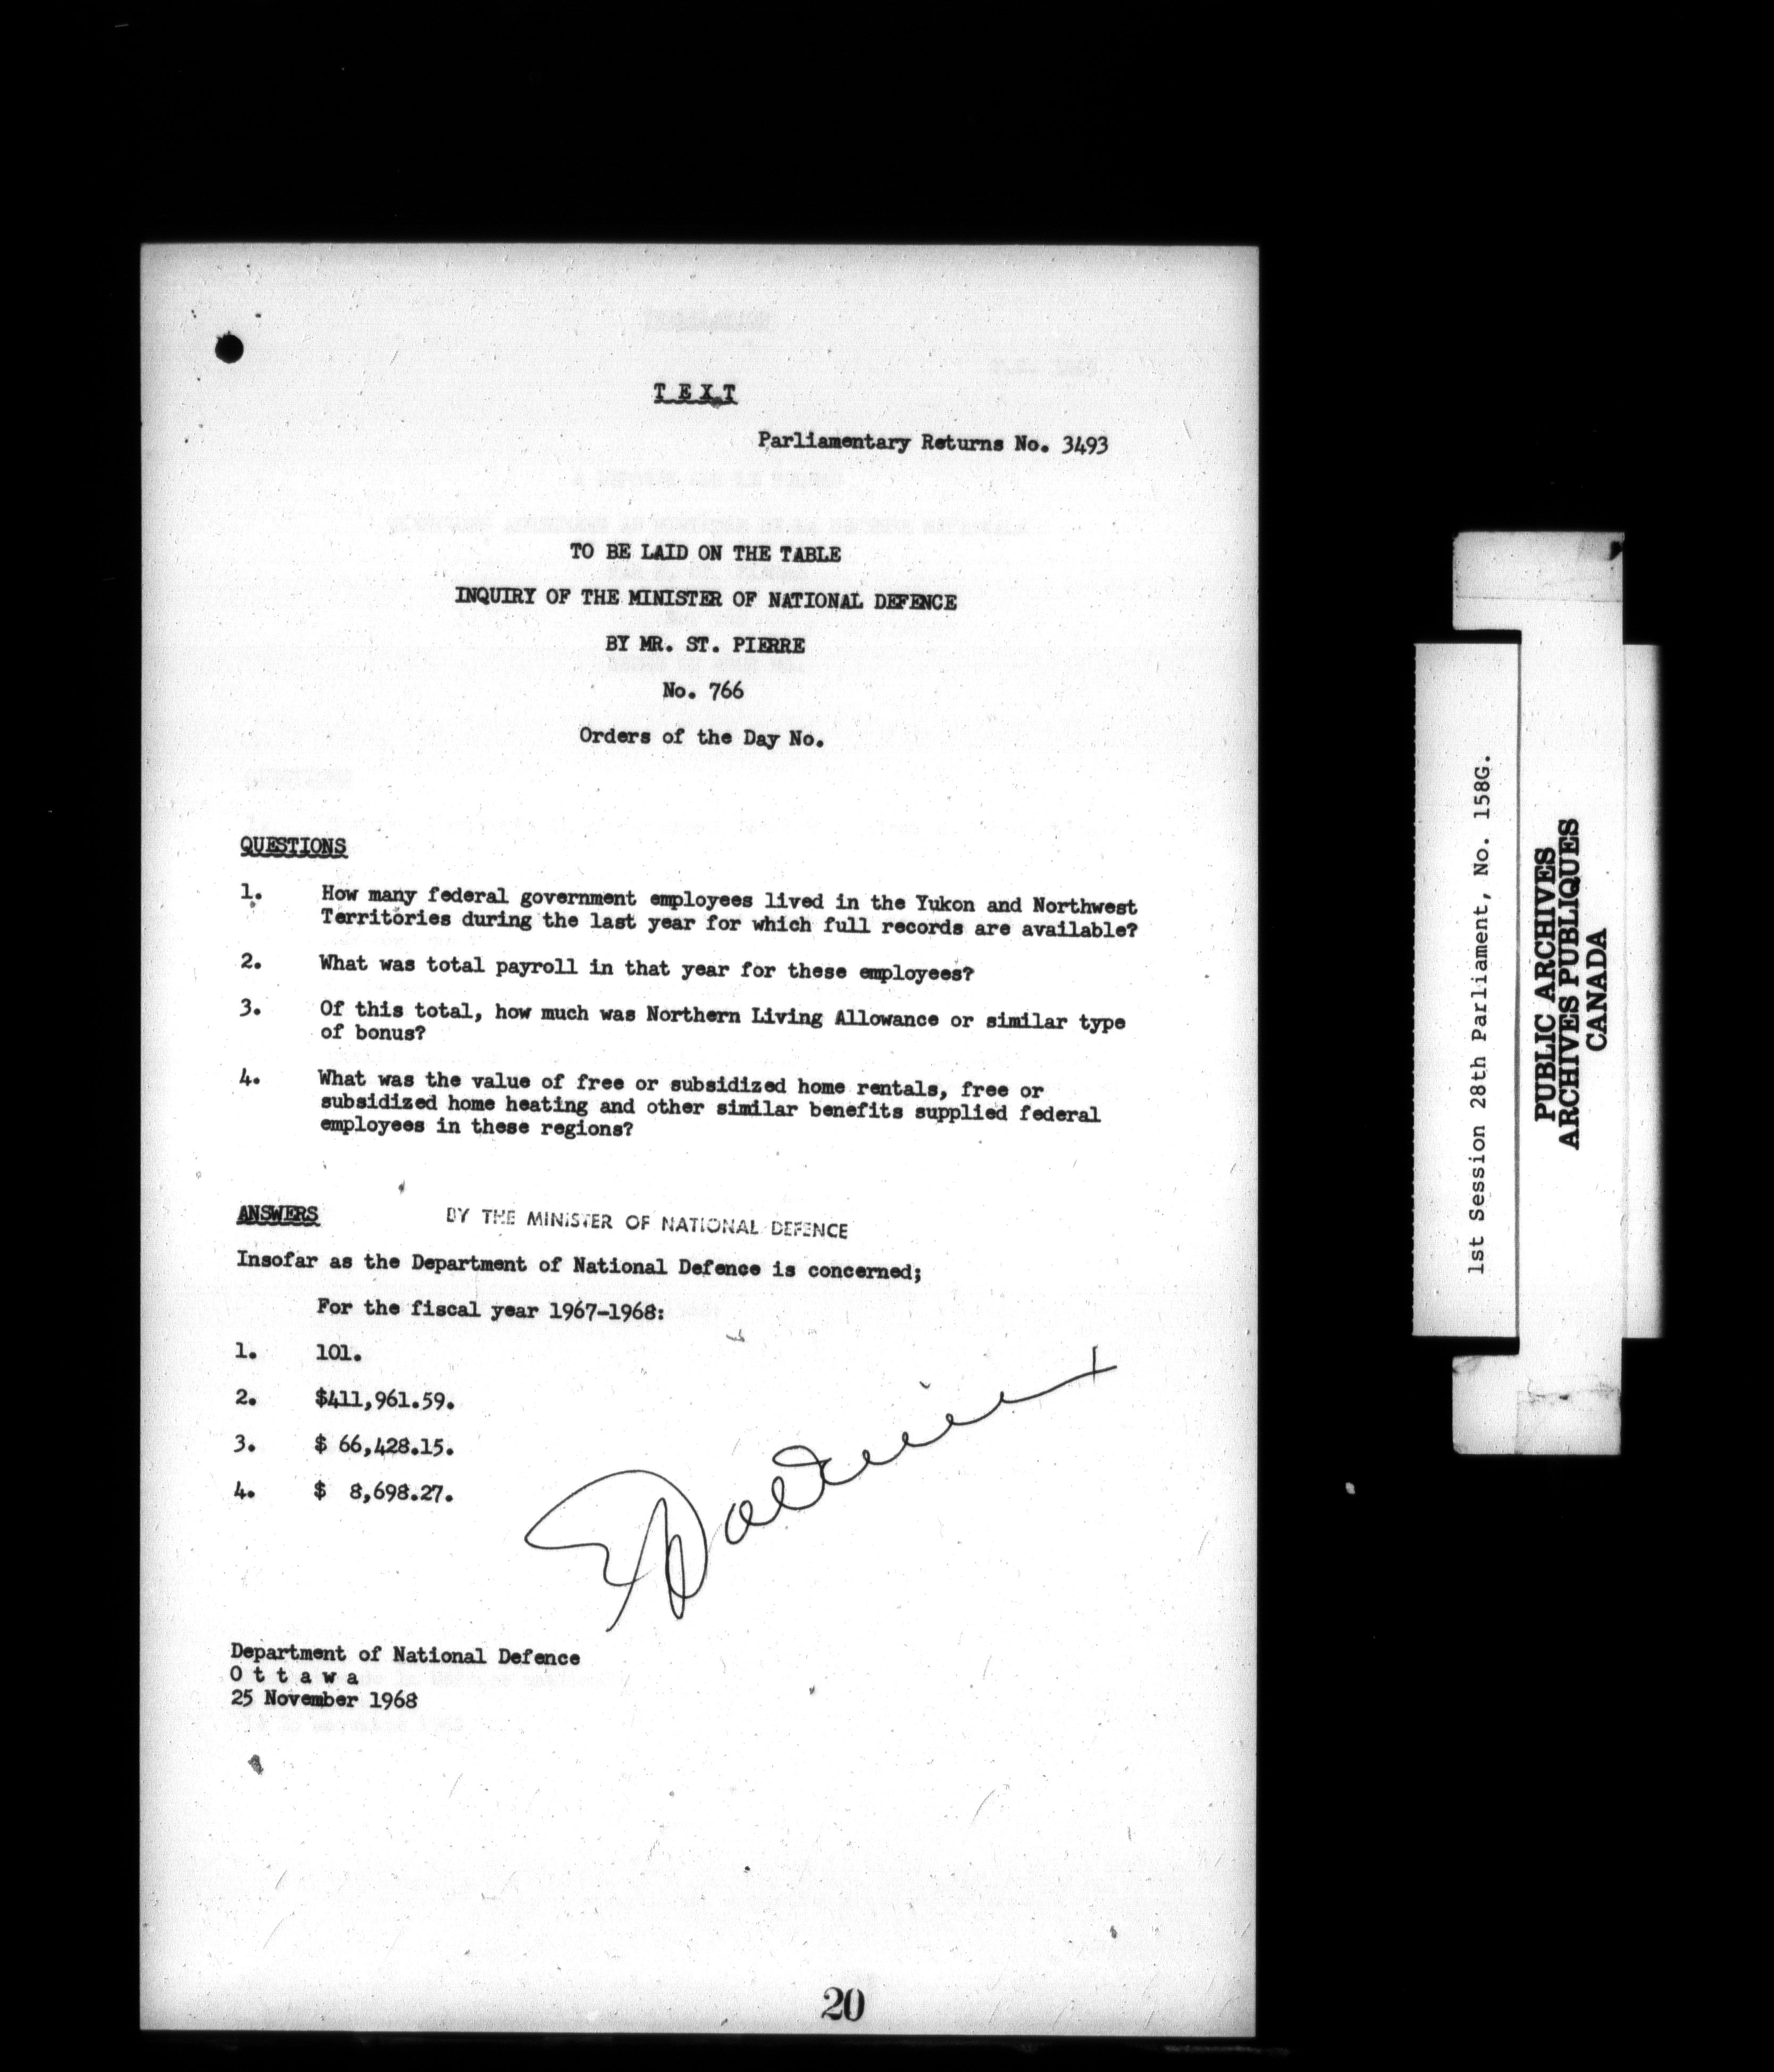 T E X T
Parliamentary Returns No. 3493
TO BE LAID ON THE TABLE
INQUIRY OF THE MINISTER OF NATIONAL DEFENCE
BY MR. ST. PIERRE
No. 766
Orders of the Day No.
QUESTIONS
1. How many federal government employees lived in the Yukon and Northwest
Territories during the last year for which full records are available?
2. What was total payroll in that year for these employees?
3. Of this total, how much was Northern Living Allowance or similar type
of bonus?
4. What was the value of free or subsidized home rentals, free or
subsidized home heating and other similar benefits supplied federal
employees in these regions?
ANSWERS BY THE MINISTER OF NATIONAL DEFENCE
Insofar as the Department of National Defence is concerned;
For the fiscal year 1967-1968:
1. 101.
2. $411,961.59.
3. $ 66,428.15.
4. $ 8,698.27.
Department of National Defence
O t t a w a
25 November 1968
20
1st Session 28th Parliament, No. 158G.
PUBLIC ARCHIVES
ARCHIVES PUBLIQUES
CANADA